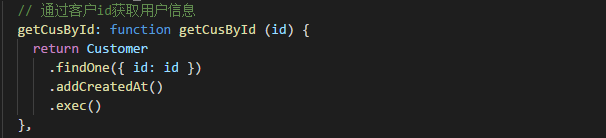 // 通过客户id获取用户信息
getCusById: function getCusById (id) {
return Customer
.findOne({ id: id })
.addCreatedAt()
.exec()
},